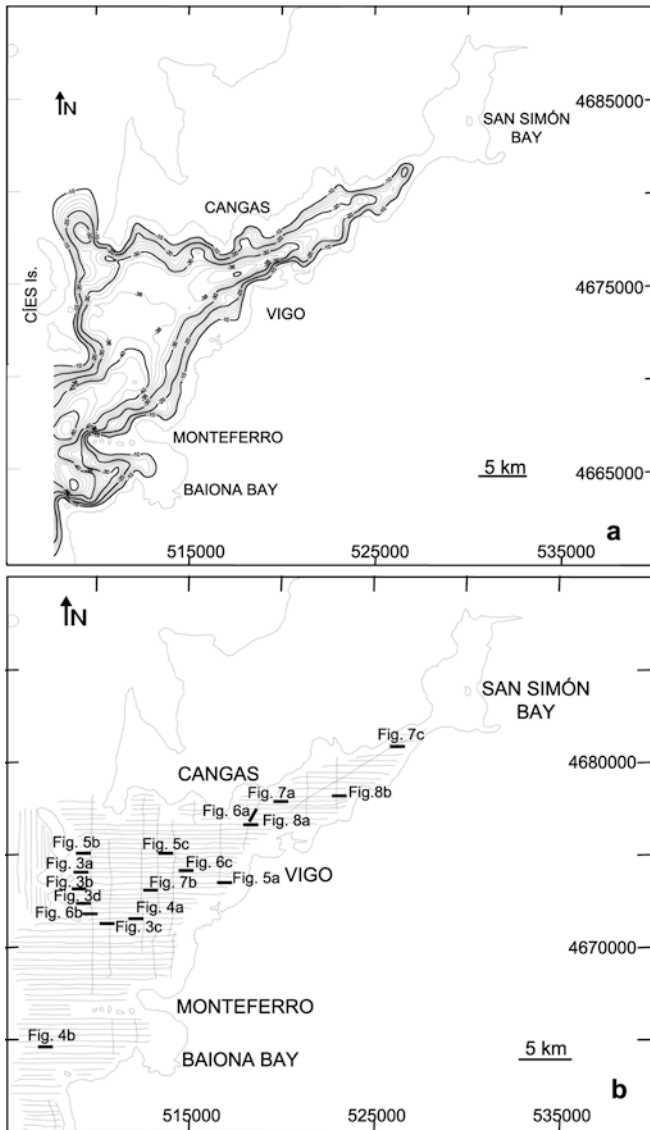 N
4685000
SAN SIMÓN
BAY
CANGAS
CÍES Is.
4675000
VIGO
MONTEFERRO
5 km
4665000
BAIONA BAY
a
515000
525000
535000
N
SAN SIMÓN
BAY
Fig. 7c
4680000
CANGAS
Fig. 7a
Fig.8b
Fig. 6a
Fig. 8a
Fig. 5b
Fig. 5c
Fig. 3a
Fig. 6c
VIGO
Fig. 3b
Fig. 7b
Fig. 5a
Fig. 3d
Fig. 4a
Fig. 6b
Fig. 3c
4670000
MONTEFERRO
Fig. 4b
5 km
BAIONA BAY
b
515000
525000
535000